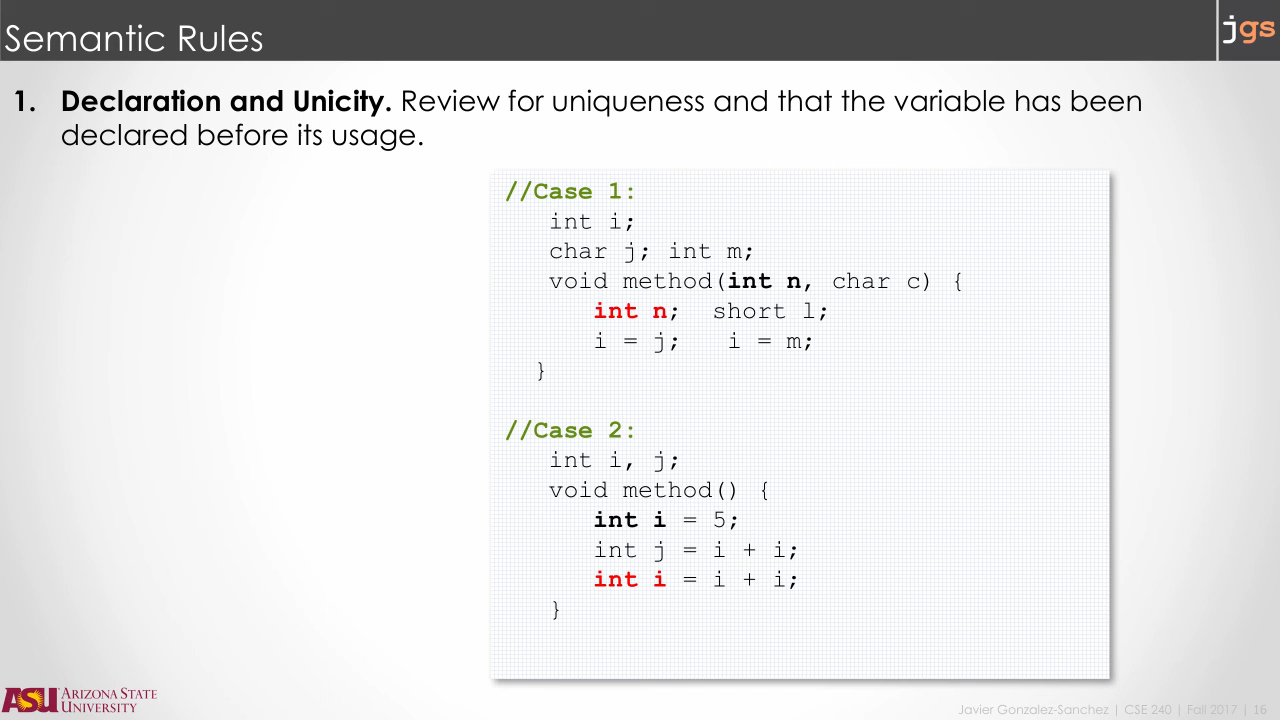 Semantic Rules
jgs
1. Declaration and Unicity. Review for uniqueness and that the variable has been
declared before its usage.
//Case 1:
int i;
char j; int m;
void method(int n, char c) {
int n; short l;
i = j; i = m;
}
//Case 2:
int i, j;
void method() {
int i = 5;
int j = i + i;
int i = i + i;
}
ASU ARIZONA STATE
UNIVERSITY
Javier Gonzalez-Sanchez | CSE 240 | Fall 2017 | 16